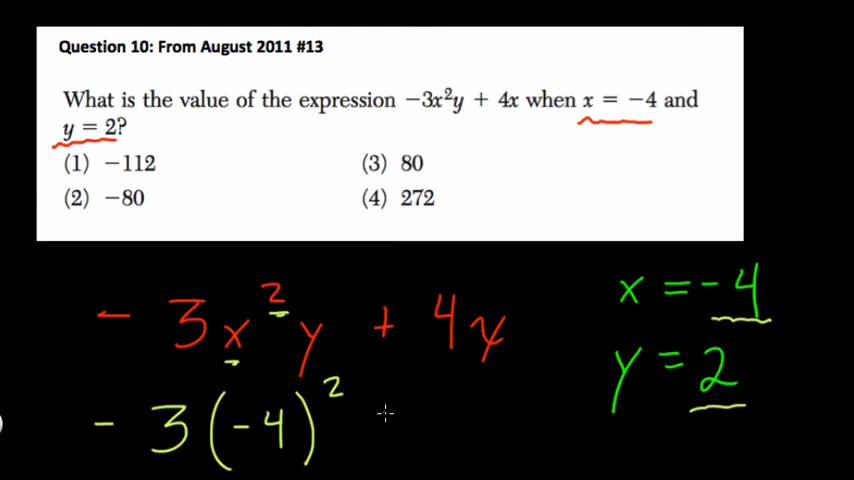 Question 10: From August 2011 #13
What is the value of the expression −3x²y + 4x when x = −4 and
y = 2?
(1) −112 (3) 80
(2) −80 (4) 272
- 3x²y + 4x
x = -4
y = 2
- 3(-4)²